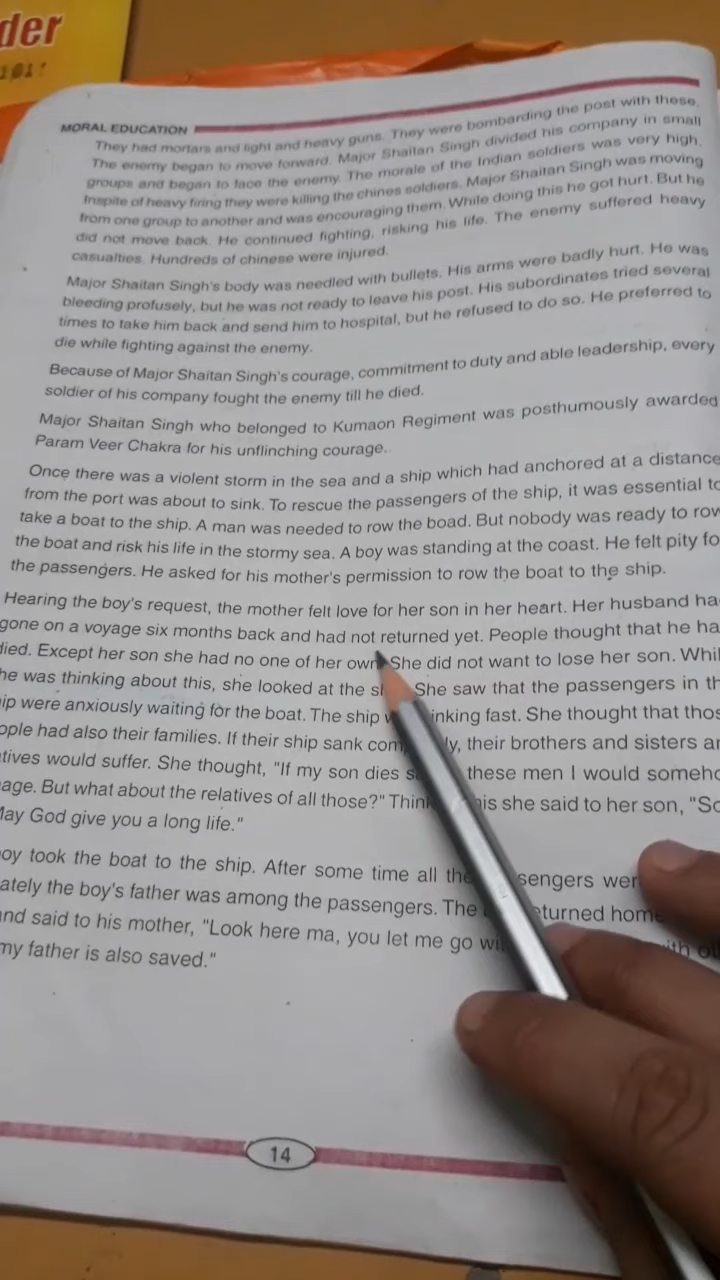 der
MORAL EDUCATION
They had mortars and light and heavy guns. They were bombarding the post with these.
The enemy began to move forward. Major Shaitan Singh divided his company in small
groups and began to face the enemy. The morale of the Indian soldiers was very high.
Inspite of heavy firing they were killing the chines soldiers. Major Shaitan Singh was moving
from one group to another and was encouraging them. While doing this he got hurt. But he
did not move back. He continued fighting, risking his life. The enemy suffered heavy
casualties. Hundreds of chinese were injured.
Major Shaitan Singh's body was needled with bullets. His arms were badly hurt. He was
bleeding profusely, but he was not ready to leave his post. His subordinates tried several
times to take him back and send him to hospital, but he refused to do so. He preferred to
die while fighting against the enemy.
Because of Major Shaitan Singh's courage, commitment to duty and able leadership, every
soldier of his company fought the enemy till he died.
Major Shaitan Singh who belonged to Kumaon Regiment was posthumously awarded
Param Veer Chakra for his unflinching courage.
Once there was a violent storm in the sea and a ship which had anchored at a distance
from the port was about to sink. To rescue the passengers of the ship, it was essential to
take a boat to the ship. A man was needed to row the boad. But nobody was ready to row
the boat and risk his life in the stormy sea. A boy was standing at the coast. He felt pity fo
the passengers. He asked for his mother's permission to row the boat to the ship.
Hearing the boy's request, the mother felt love for her son in her heart. Her husband ha
gone on a voyage six months back and had not returned yet. People thought that he ha
died. Except her son she had no one of her own. She did not want to lose her son. Whil
he was thinking about this, she looked at the She saw that the passengers in th
ip were anxiously waiting for the boat. The ship inking fast. She thought that thos
ople had also their families. If their ship sank com ly, their brothers and sisters a
tives would suffer. She thought, "If my son dies these men I would someho
age. But what about the relatives of all those?" Think his she said to her son, "So
May God give you a long life."
oy took the boat to the ship. After some time all the sengers wer
ately the boy's father was among the passengers. The eturned home
nd said to his mother, "Look here ma, you let me go wi ith
my father is also saved."
14